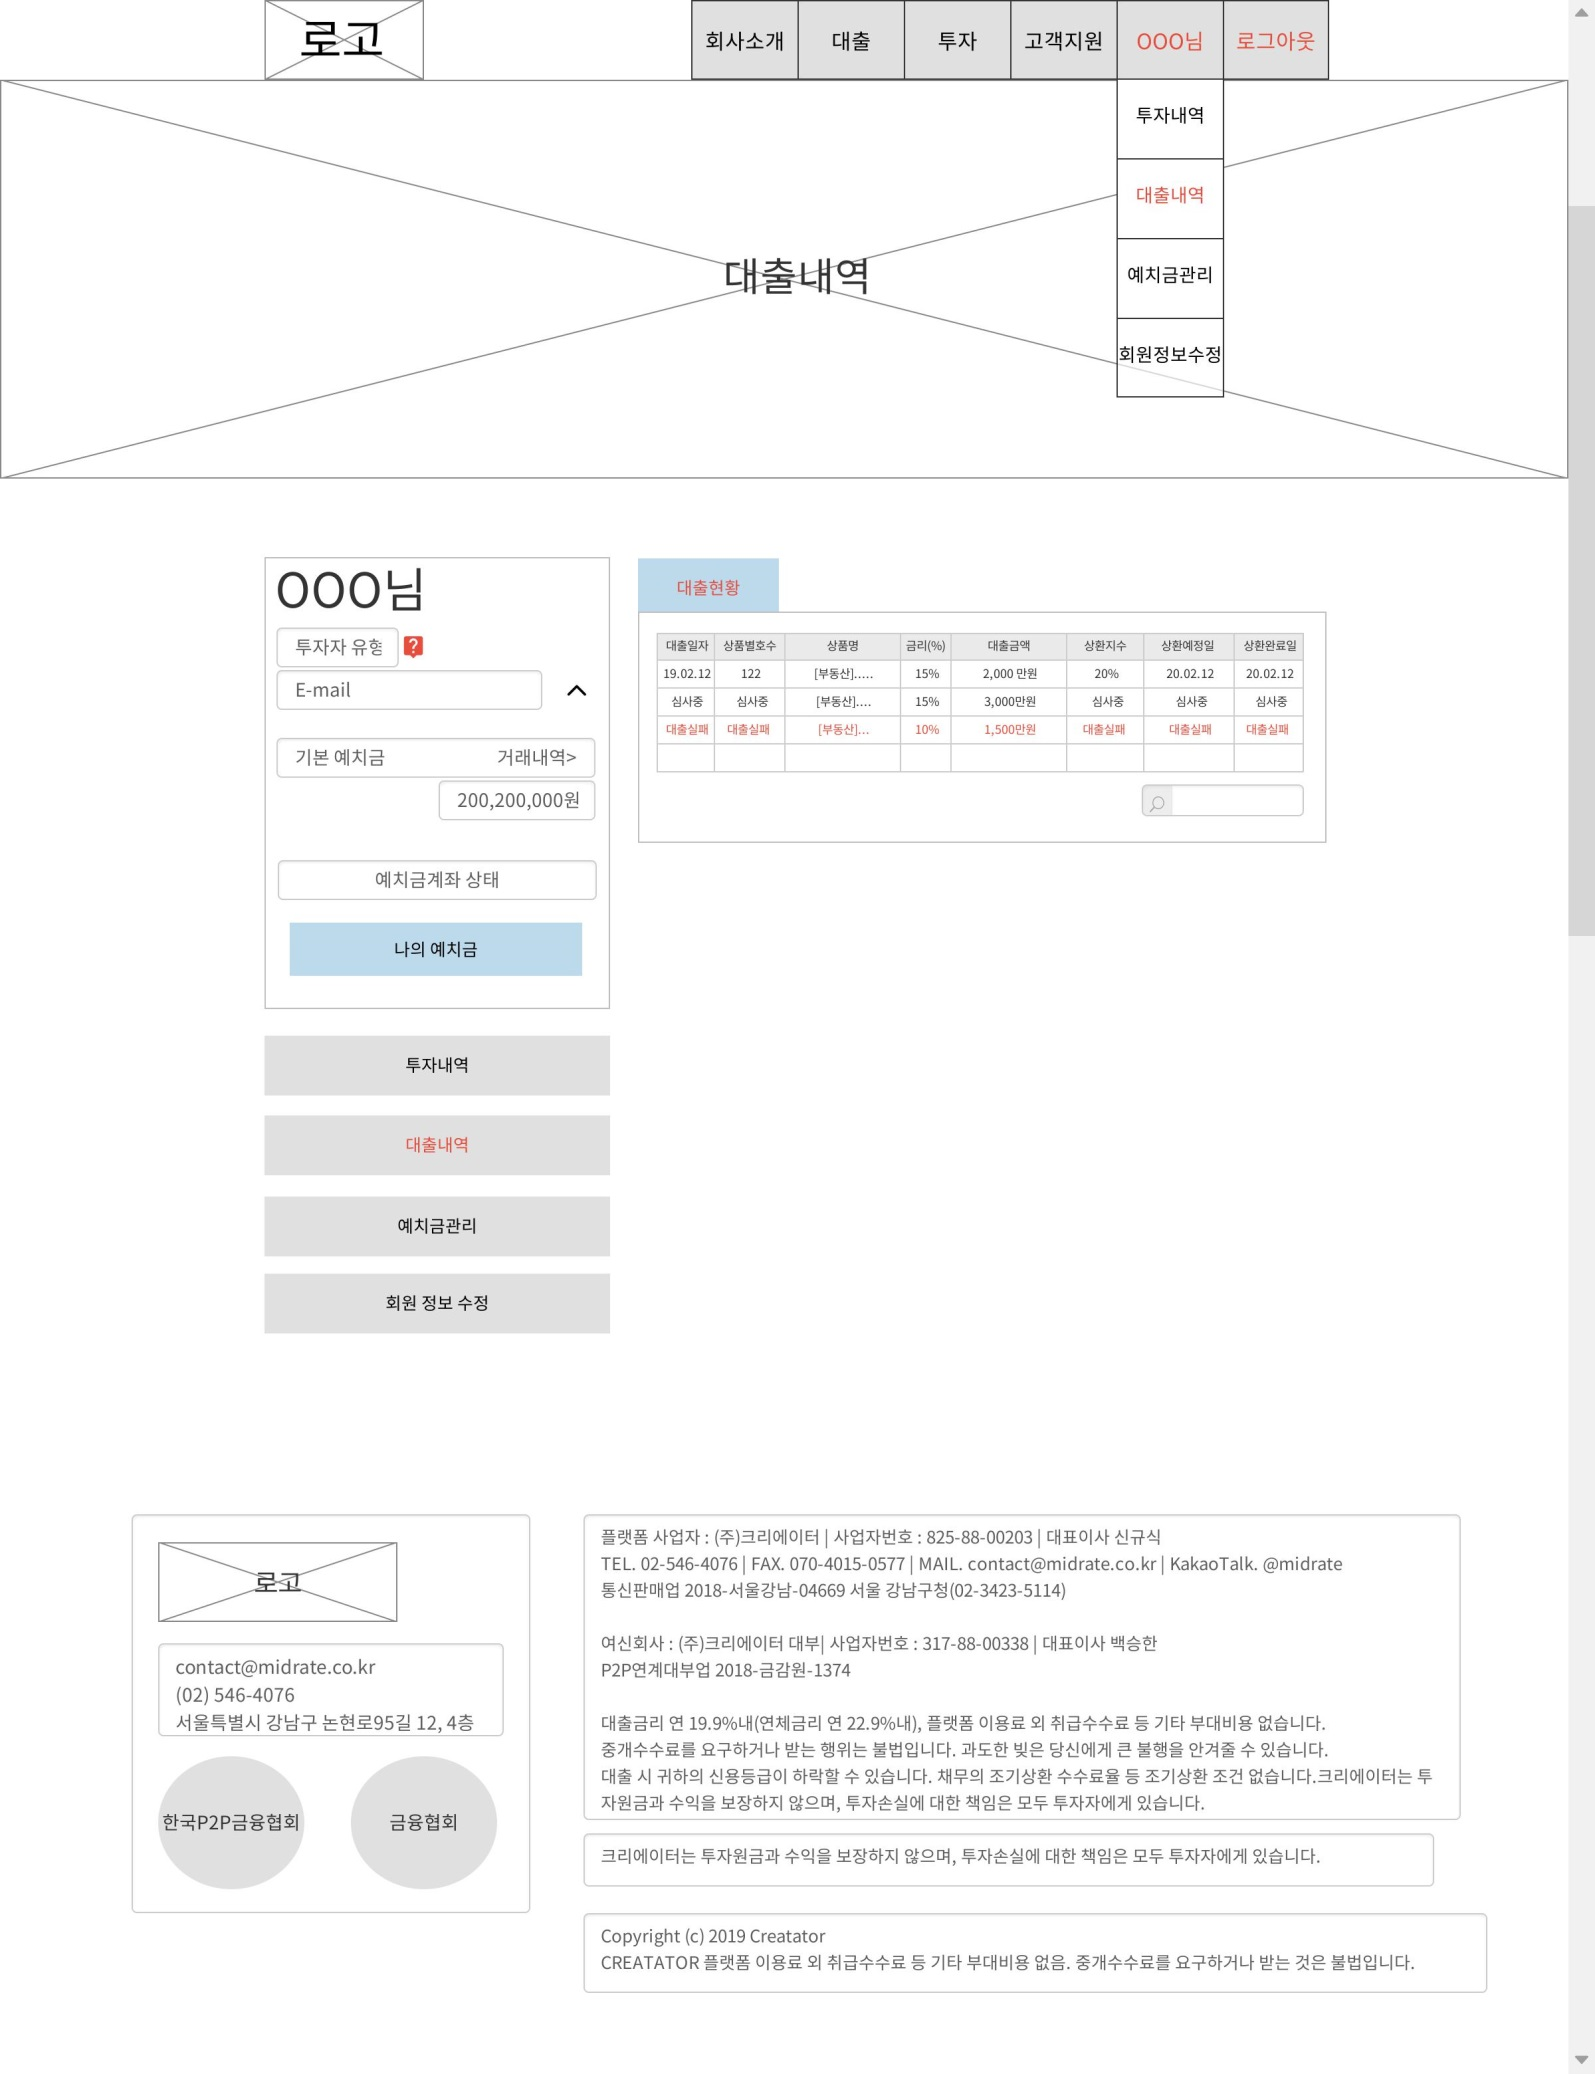 로고
회사소개 대출 투자 고객지원 OOO님 로그아웃
투자내역
대출내역
예치금관리
회원정보수정
대출내역
OOO님
투자자 유형
?
E-mail
기본 예치금 거래내역>
200,200,000원
예치금계좌 상태
나의 예치금
투자내역
대출내역
예치금관리
회원 정보 수정
대출현황
대출일자 상품별호수 상품명 금리(%) 대출금액 상환지수 상환예정일 상환완료일
19.02.12 122 [부동산]..... 15% 2,000 만원 20% 20.02.12 20.02.12
심사중 심사중 [부동산].... 15% 3,000만원 심사중 심사중 심사중
대출실패 대출실패 [부동산]... 10% 1,500만원 대출실패 대출실패 대출실패
로고
contact@midrate.co.kr
(02) 546-4076
서울특별시 강남구 논현로95길 12, 4층
한국P2P금융협회
금융협회
플랫폼 사업자 : (주)크리에이터 | 사업자번호 : 825-88-00203 | 대표이사 신규식
TEL. 02-546-4076 | FAX. 070-4015-0577 | MAIL. contact@midrate.co.kr | KakaoTalk. @midrate
통신판매업 2018-서울강남-04669 서울 강남구청(02-3423-5114)
여신회사 : (주)크리에이터 대부| 사업자번호 : 317-88-00338 | 대표이사 백승한
P2P연계대부업 2018-금감원-1374
대출금리 연 19.9%내(연체금리 연 22.9%내), 플랫폼 이용료 외 취급수수료 등 기타 부대비용 없습니다.
중개수수료를 요구하거나 받는 행위는 불법입니다. 과도한 빚은 당신에게 큰 불행을 안겨줄 수 있습니다.
대출 시 귀하의 신용등급이 하락할 수 있습니다. 채무의 조기상환 수수료율 등 조기상환 조건 없습니다.크리에이터는 투
자원금과 수익을 보장하지 않으며, 투자손실에 대한 책임은 모두 투자자에게 있습니다.
크리에이터는 투자원금과 수익을 보장하지 않으며, 투자손실에 대한 책임은 모두 투자자에게 있습니다.
Copyright (c) 2019 Creatator
CREATATOR 플랫폼 이용료 외 취급수수료 등 기타 부대비용 없음. 중개수수료를 요구하거나 받는 것은 불법입니다.